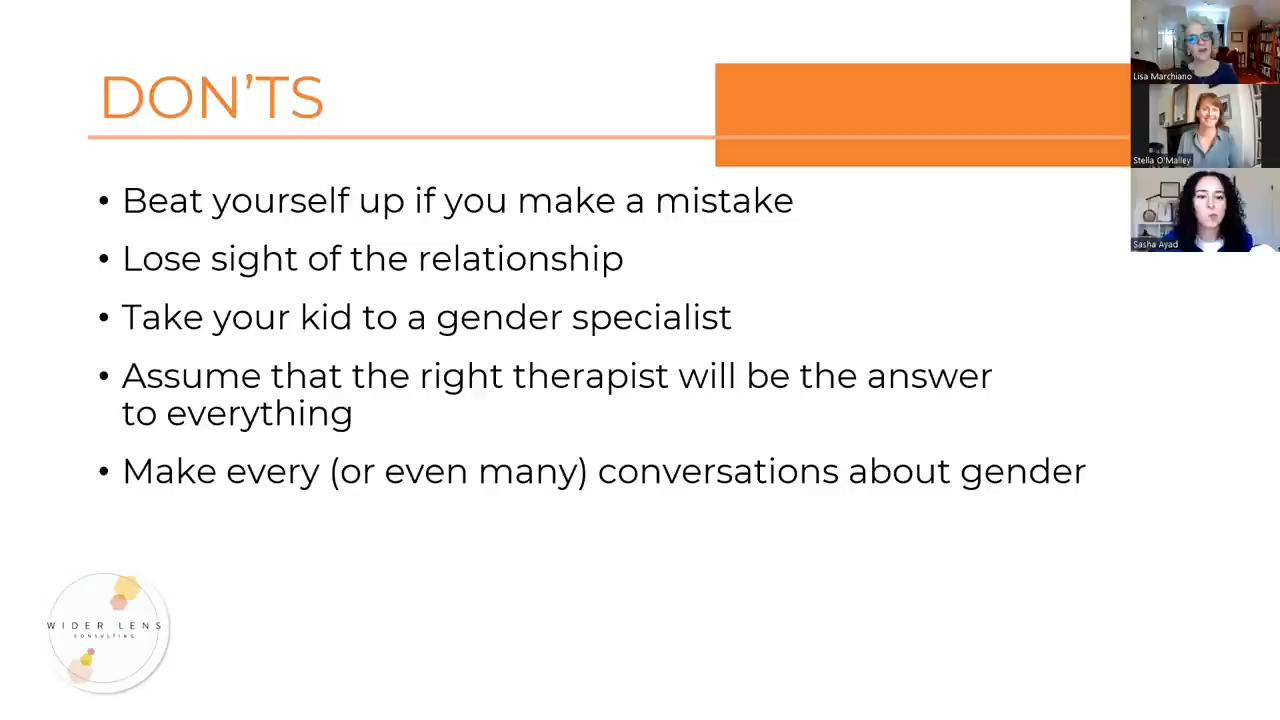 DON'TS
• Beat yourself up if you make a mistake
• Lose sight of the relationship
• Take your kid to a gender specialist
• Assume that the right therapist will be the answer
to everything
• Make every (or even many) conversations about gender
Lisa Marchiano
Stella O'Malley
Sasha Ayad
WIDER LENS
CONSULTING